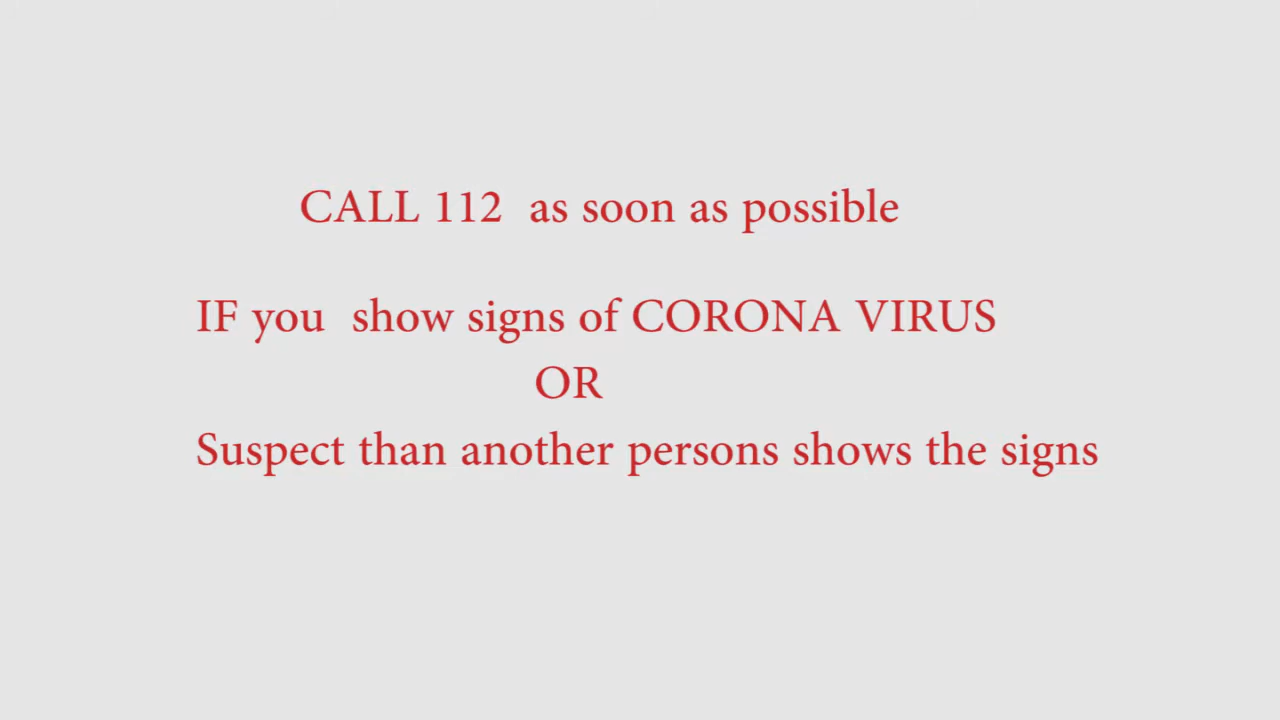 CALL 112 as soon as possible
IF you show signs of CORONA VIRUS
OR
Suspect than another persons shows the signs